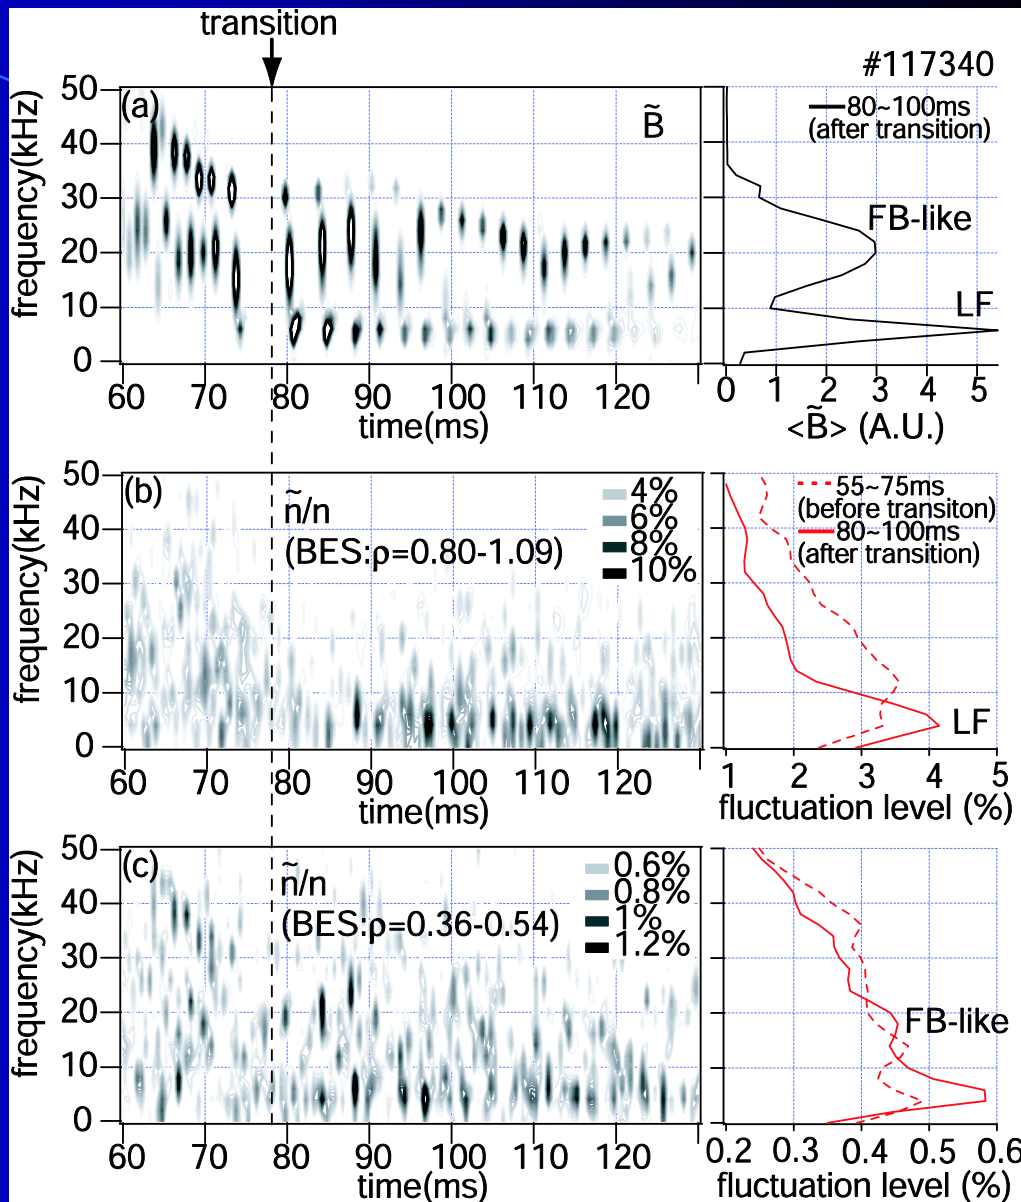 transition
#117340
(a)
B̃
80~100ms
(after transition)
FB-like
LF
frequency(kHz)
50
40
30
20
10
0
60 70 80 90 100 110 120
time(ms)
0 1 2 3 4 5
<B̃> (A.U.)
(b)
ñ/n
(BES:ρ=0.80-1.09)
4%
6%
8%
10%
55~75ms
(before transiton)
80~100ms
(after transition)
LF
frequency(kHz)
50
40
30
20
10
0
60 70 80 90 100 110 120
time(ms)
1 2 3 4 5
fluctuation level (%)
(c)
ñ/n
(BES:ρ=0.36-0.54)
0.6%
0.8%
1%
1.2%
FB-like
frequency(kHz)
50
40
30
20
10
0
60 70 80 90 100 110 120
time(ms)
0.2 0.3 0.4 0.5 0.6
fluctuation level (%)